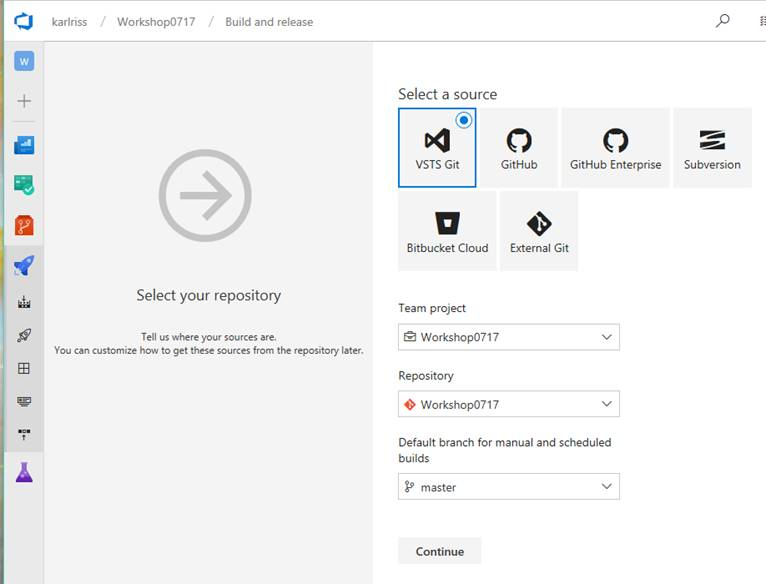 karlriss / Workshop0717 / Build and release
W
Select your repository
Tell us where your sources are.
You can customize how to get these sources from the repository later.
Select a source
VSTS Git
GitHub
GitHub Enterprise
Subversion
Bitbucket Cloud
External Git
Team project
Workshop0717
Repository
Workshop0717
Default branch for manual and scheduled
builds
master
Continue